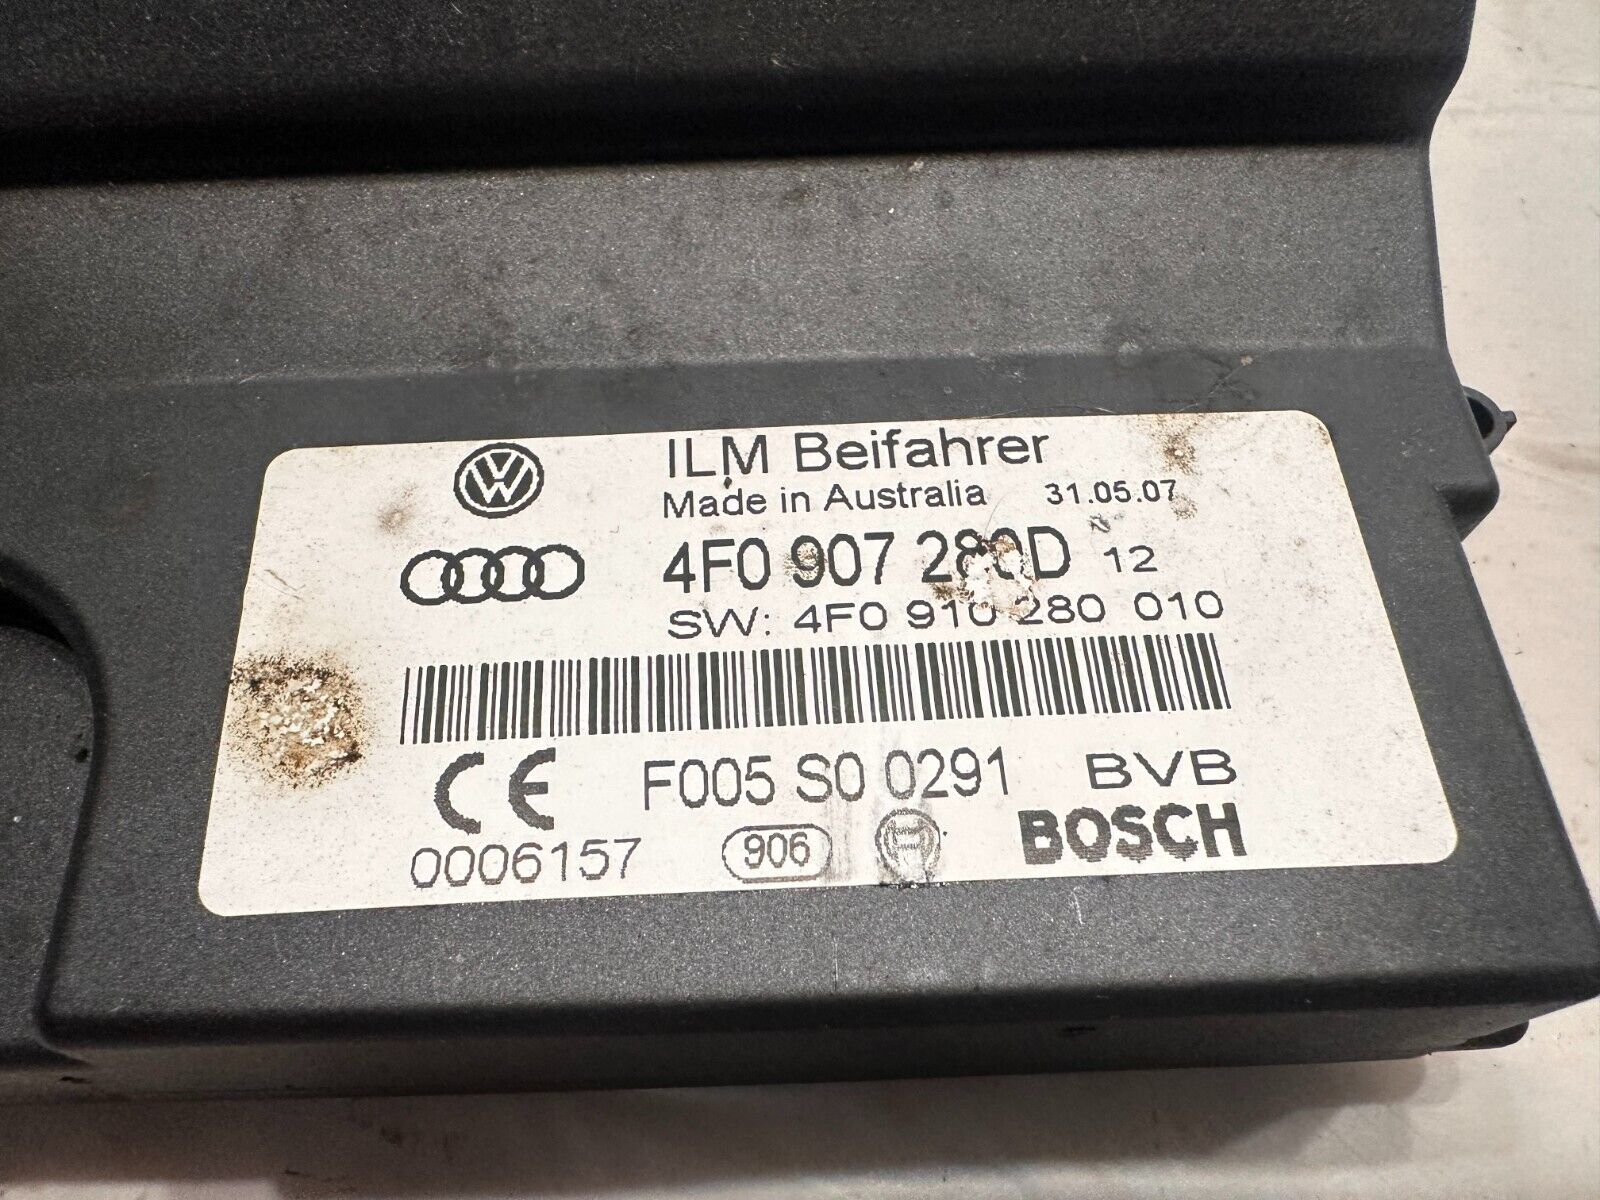 ILM Beifahrer
Made in Australia 31.05.07
4F0 907 280D 12
SW: 4F0 910 280 010
CE F005 S0 0291 BVB
0006157 906 BOSCH